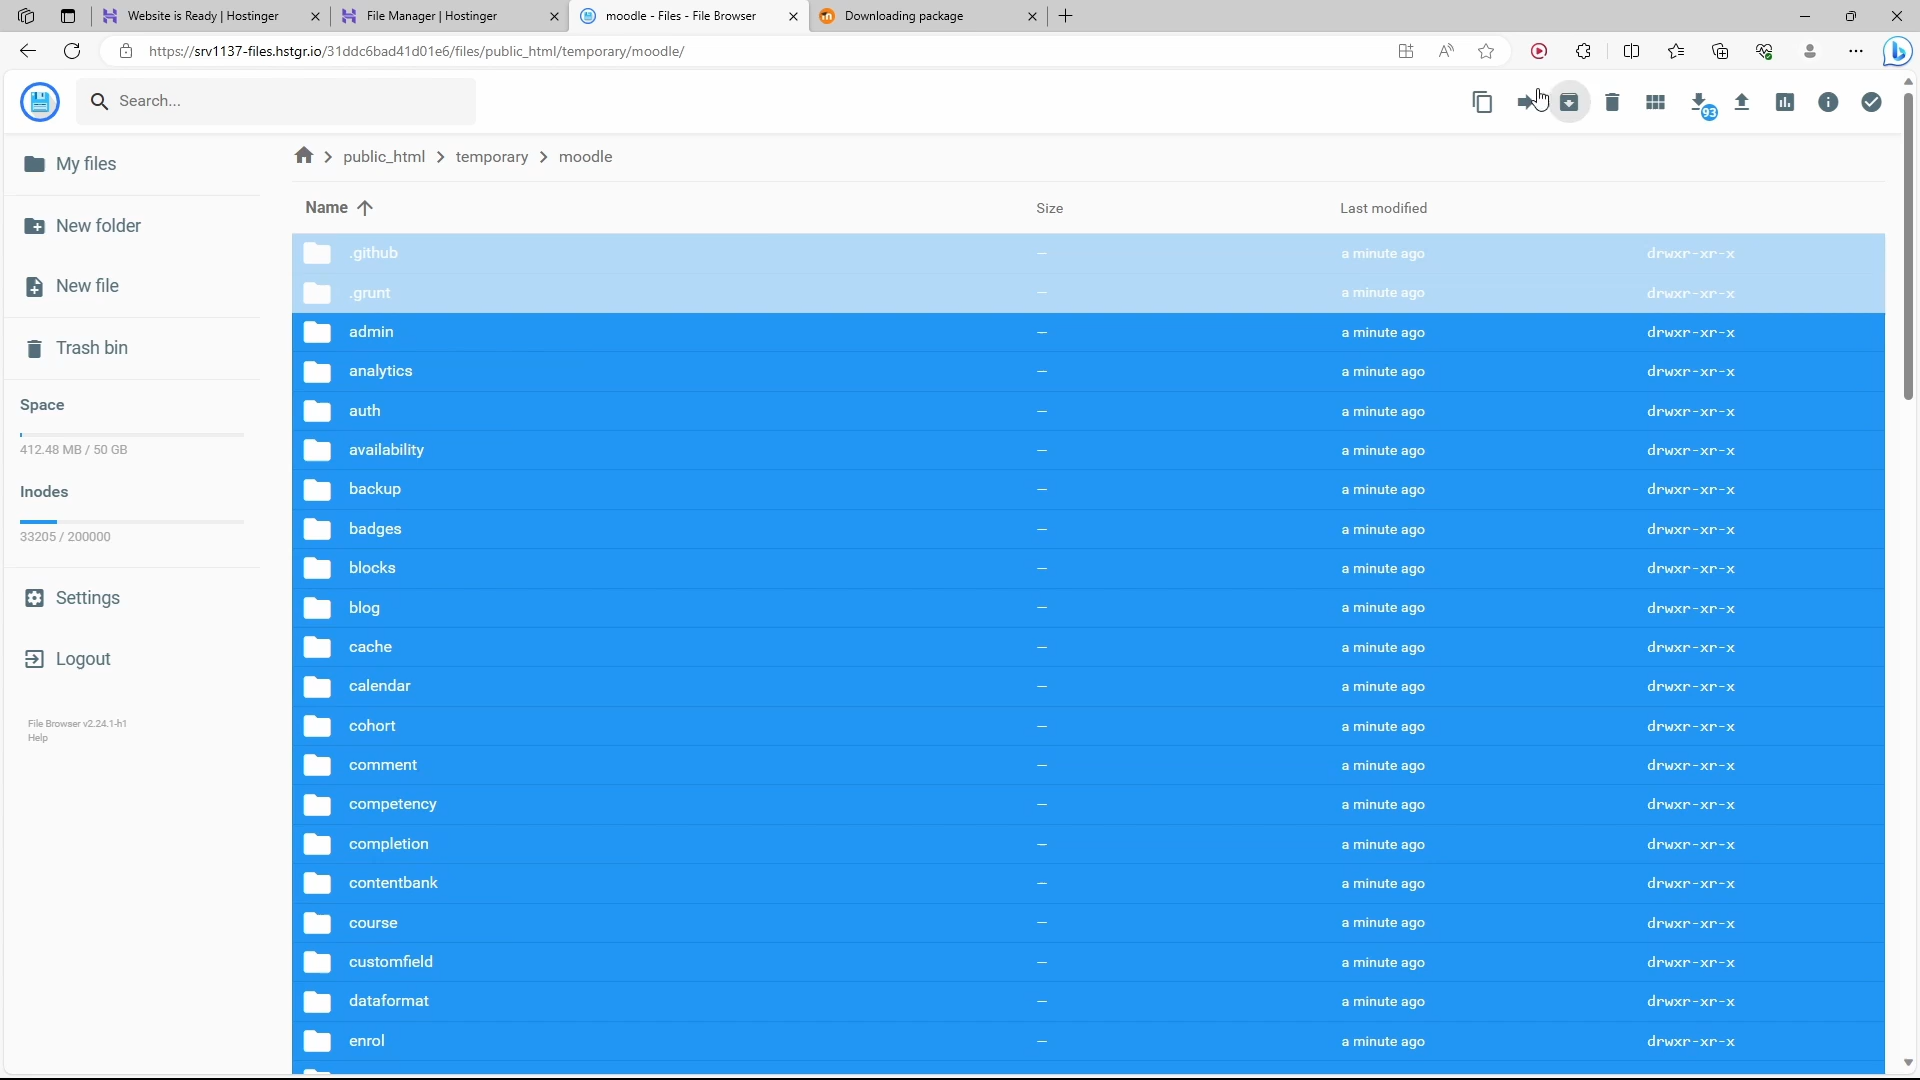 Website is Ready | Hostinger
File Manager | Hostinger
moodle - Files - File Browser
Downloading package
https://srv1137-files.hstgr.io/31ddc6bad41d01e6/files/public_html/temporary/moodle/
Search...
93
My files
New folder
New file
Trash bin
Space
412.48 MB / 50 GB
Inodes
33205 / 200000
Settings
Logout
File Browser v2.24.1-h1
Help
public_html > temporary > moodle
Name Size Last modified
.github — a minute ago drwxr-xr-x
.grunt — a minute ago drwxr-xr-x
admin — a minute ago drwxr-xr-x
analytics — a minute ago drwxr-xr-x
auth — a minute ago drwxr-xr-x
availability — a minute ago drwxr-xr-x
backup — a minute ago drwxr-xr-x
badges — a minute ago drwxr-xr-x
blocks — a minute ago drwxr-xr-x
blog — a minute ago drwxr-xr-x
cache — a minute ago drwxr-xr-x
calendar — a minute ago drwxr-xr-x
cohort — a minute ago drwxr-xr-x
comment — a minute ago drwxr-xr-x
competency — a minute ago drwxr-xr-x
completion — a minute ago drwxr-xr-x
contentbank — a minute ago drwxr-xr-x
course — a minute ago drwxr-xr-x
customfield — a minute ago drwxr-xr-x
dataformat — a minute ago drwxr-xr-x
enrol — a minute ago drwxr-xr-x